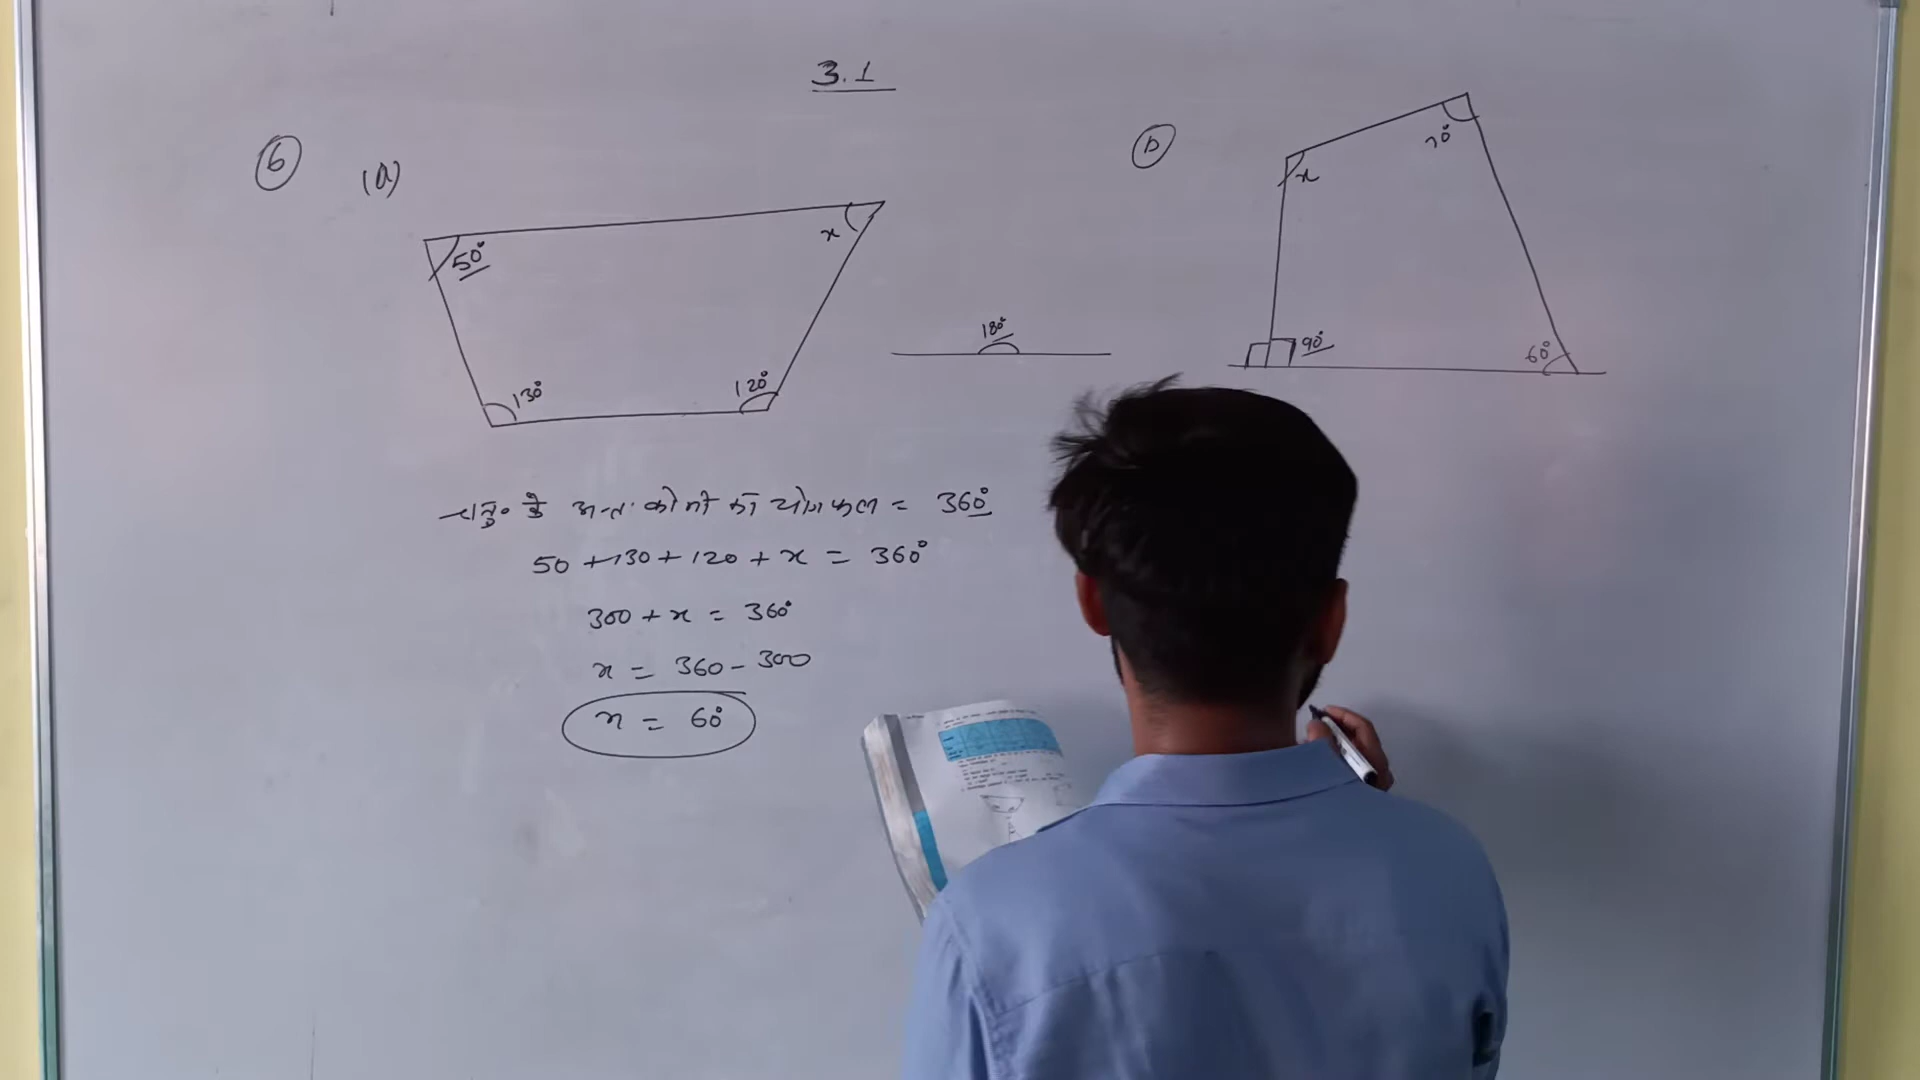 3.1
6 (a)
50°
x
130°
120°
180°
b
x
70°
90°
60°
चतु० के अन्तः कोणों का योगफल = 360°
50 + 130 + 120 + x = 360°
300 + x = 360°
x = 360 - 300
x = 60°